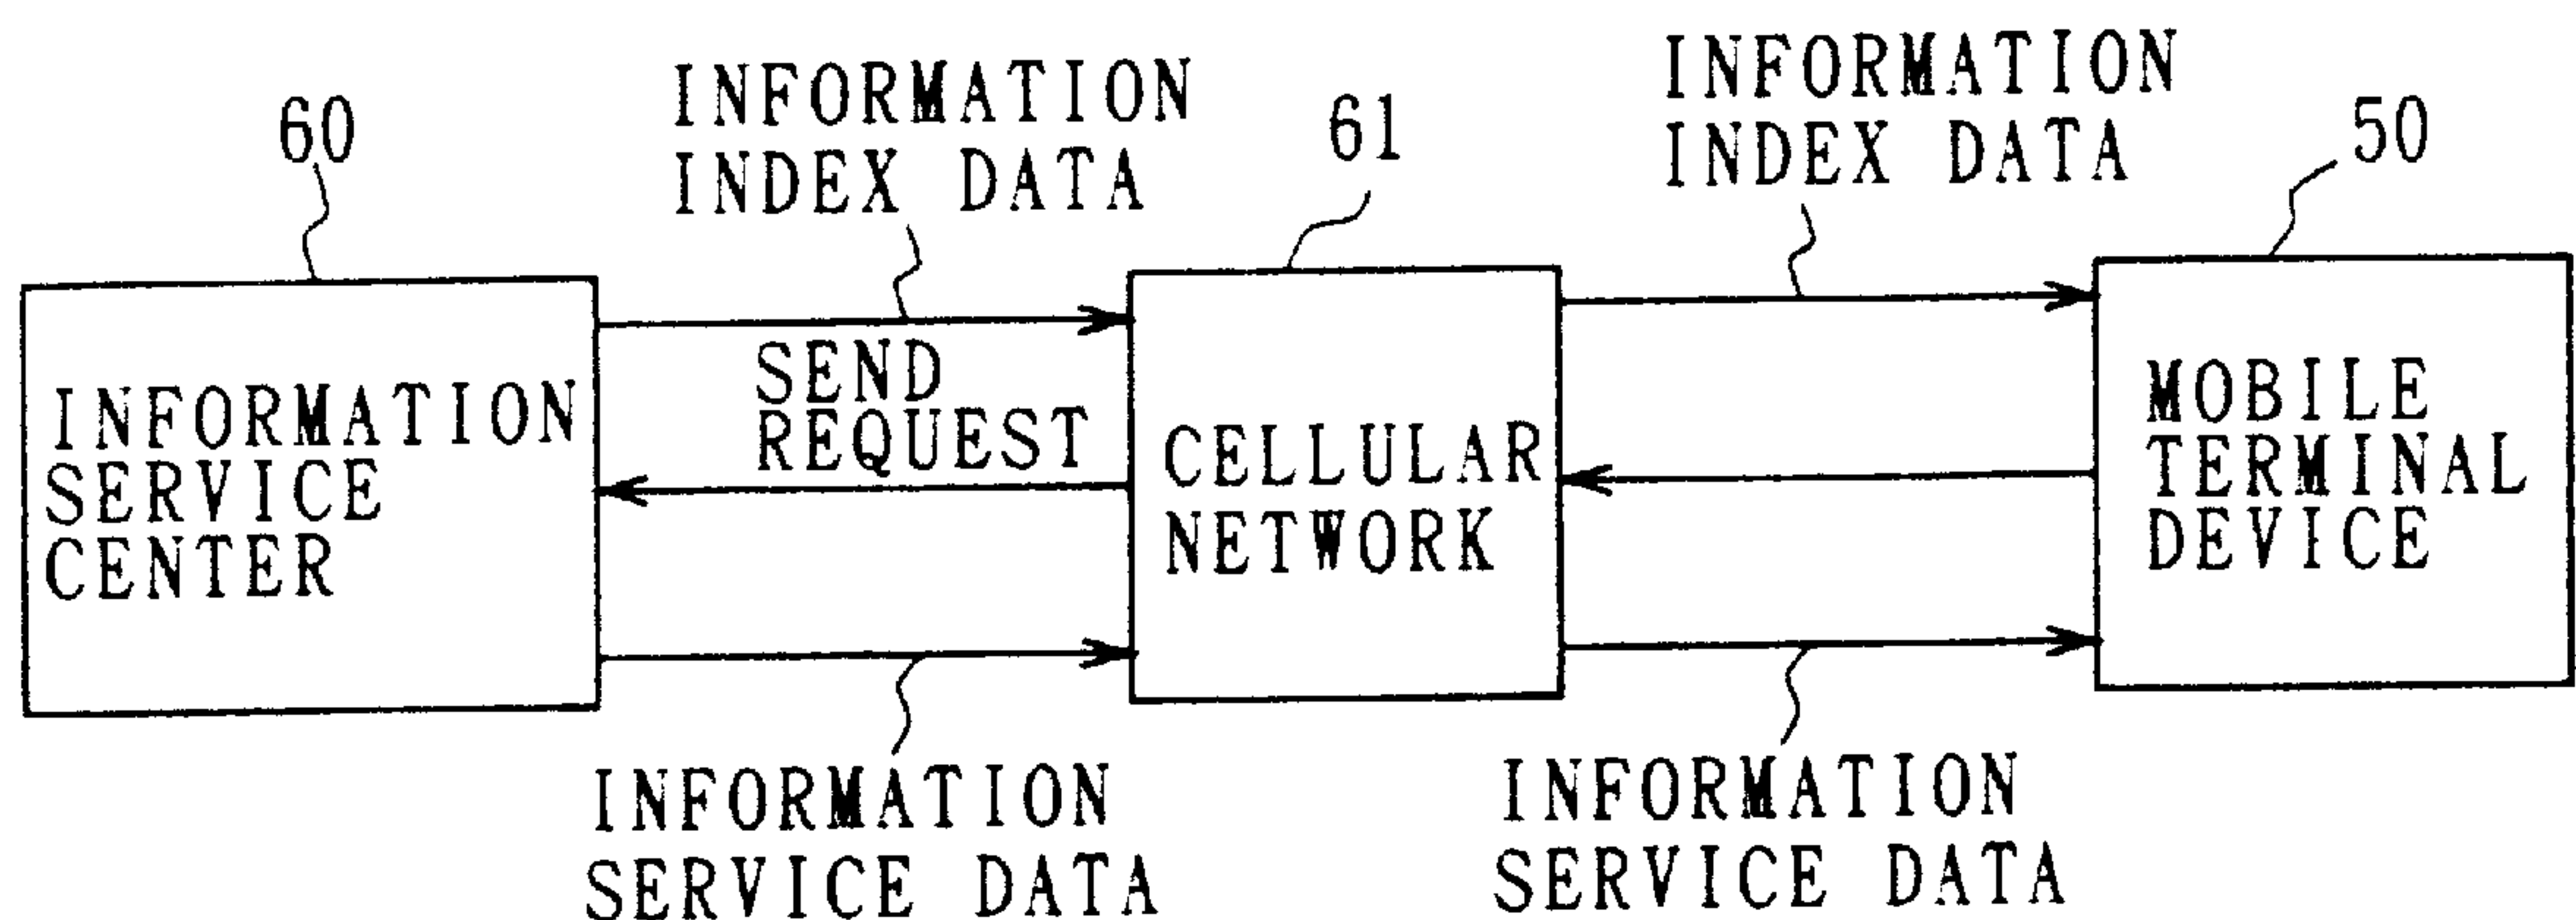 60
INFORMATION
INDEX DATA
61
INFORMATION
INDEX DATA
50
INFORMATION
SERVICE
CENTER
SEND
REQUEST
CELLULAR
NETWORK
MOBILE
TERMINAL
DEVICE
INFORMATION
SERVICE DATA
INFORMATION
SERVICE DATA